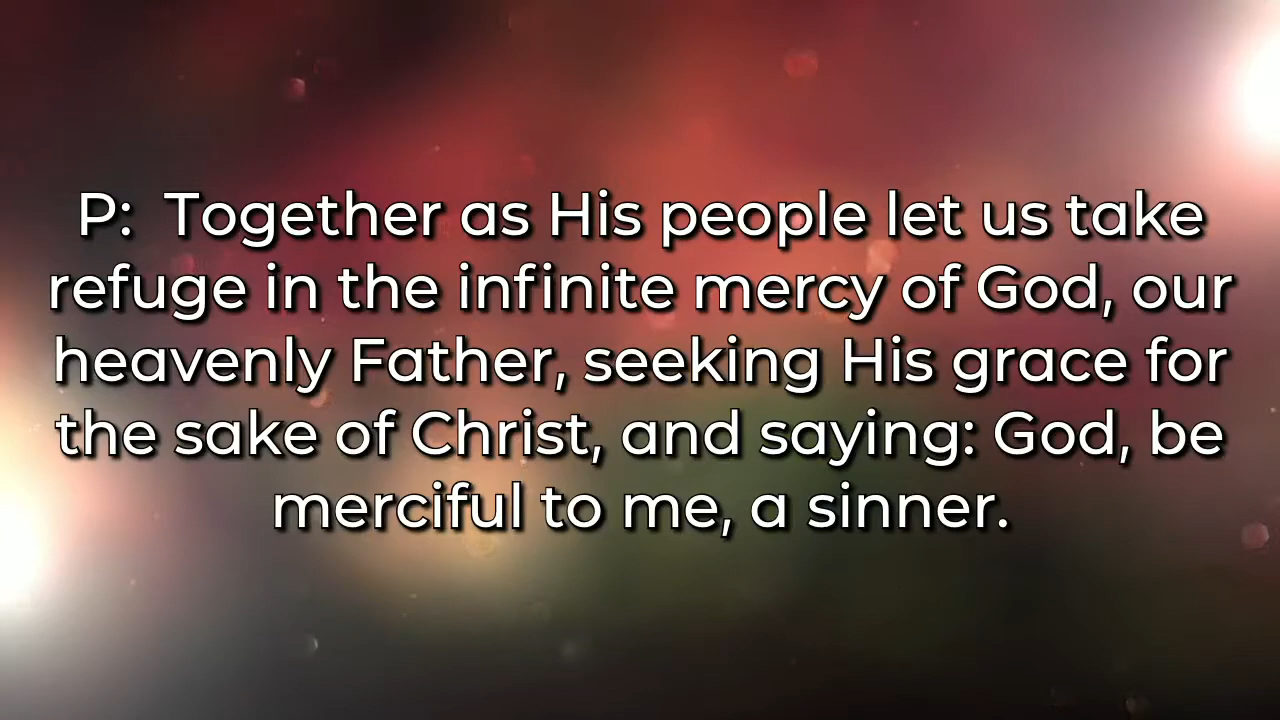 P:  Together as His people let us take
refuge in the infinite mercy of God, our
heavenly Father, seeking His grace for
the sake of Christ, and saying: God, be
merciful to me, a sinner.